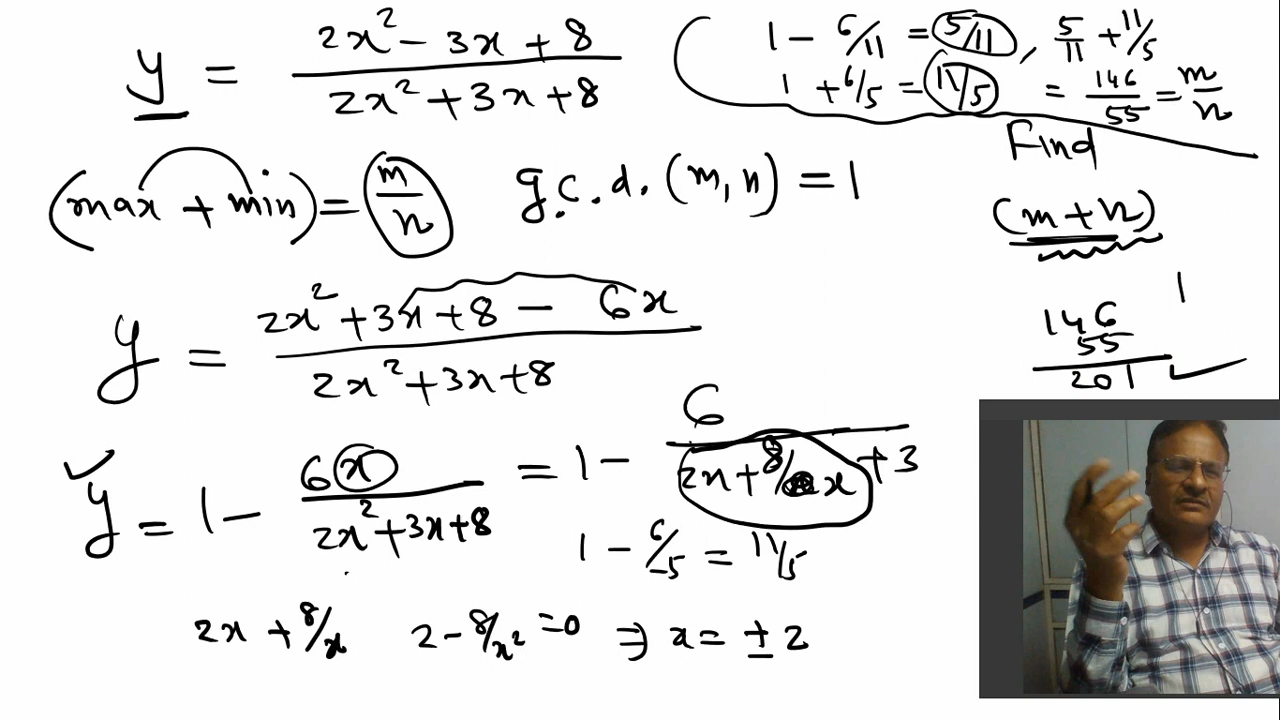 y = (2x² - 3x + 8)/(2x² + 3x + 8)
1 - 6/11 = 5/11, 5/11 + 11/5
1 + 6/5 = 11/5 = 146/55 = m/n
Find
(max + min) = m/n g.c.d. (m, n) = 1
(m + n)
y = (2x² + 3x + 8 - 6x)/(2x² + 3x + 8)
1
146
55
201 ✓
✓ y = 1 - 6x/(2x² + 3x + 8) = 1 - 6/(2x + 8/x + 3)
1 - 6/-5 = 11/5
2x + 8/x 2 - 8/x² = 0 ⇒ x = ± 2